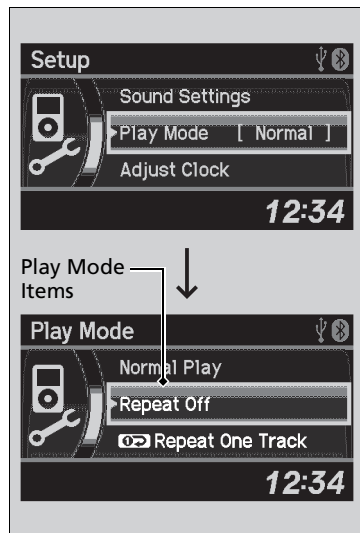 Setup
Sound Settings
Play Mode [ Normal ]
Adjust Clock
12:34
Play Mode
Items
Play Mode
Normal Play
Repeat Off
Repeat One Track
12:34